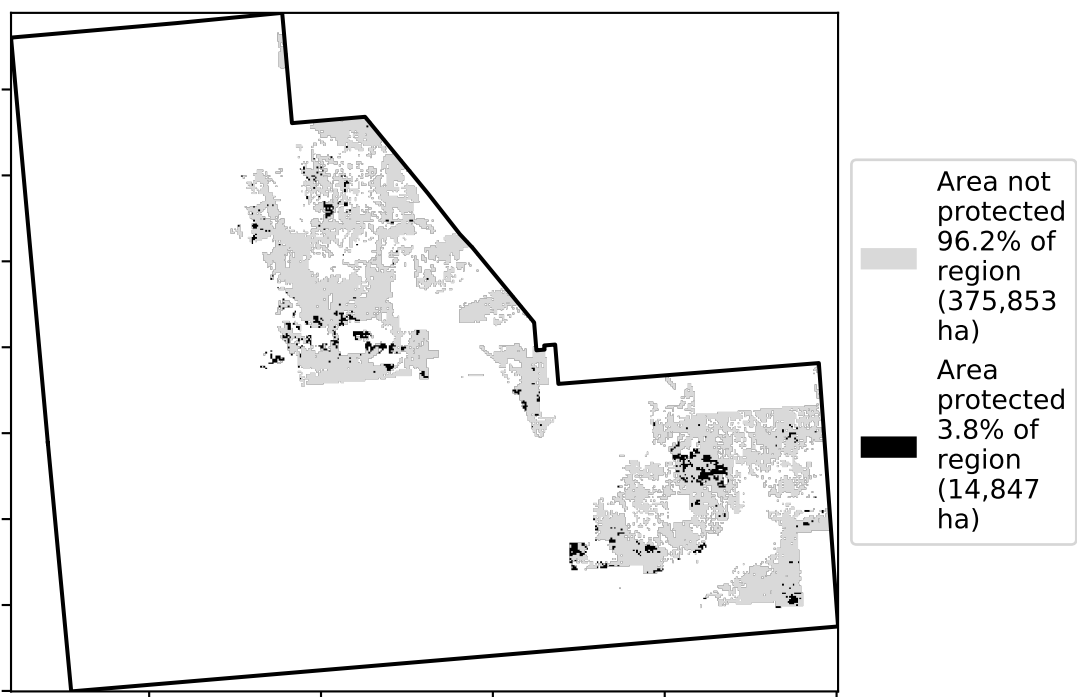 Area not
protected
96.2% of
region
(375,853
ha)
Area
protected
3.8% of
region
(14,847
ha)